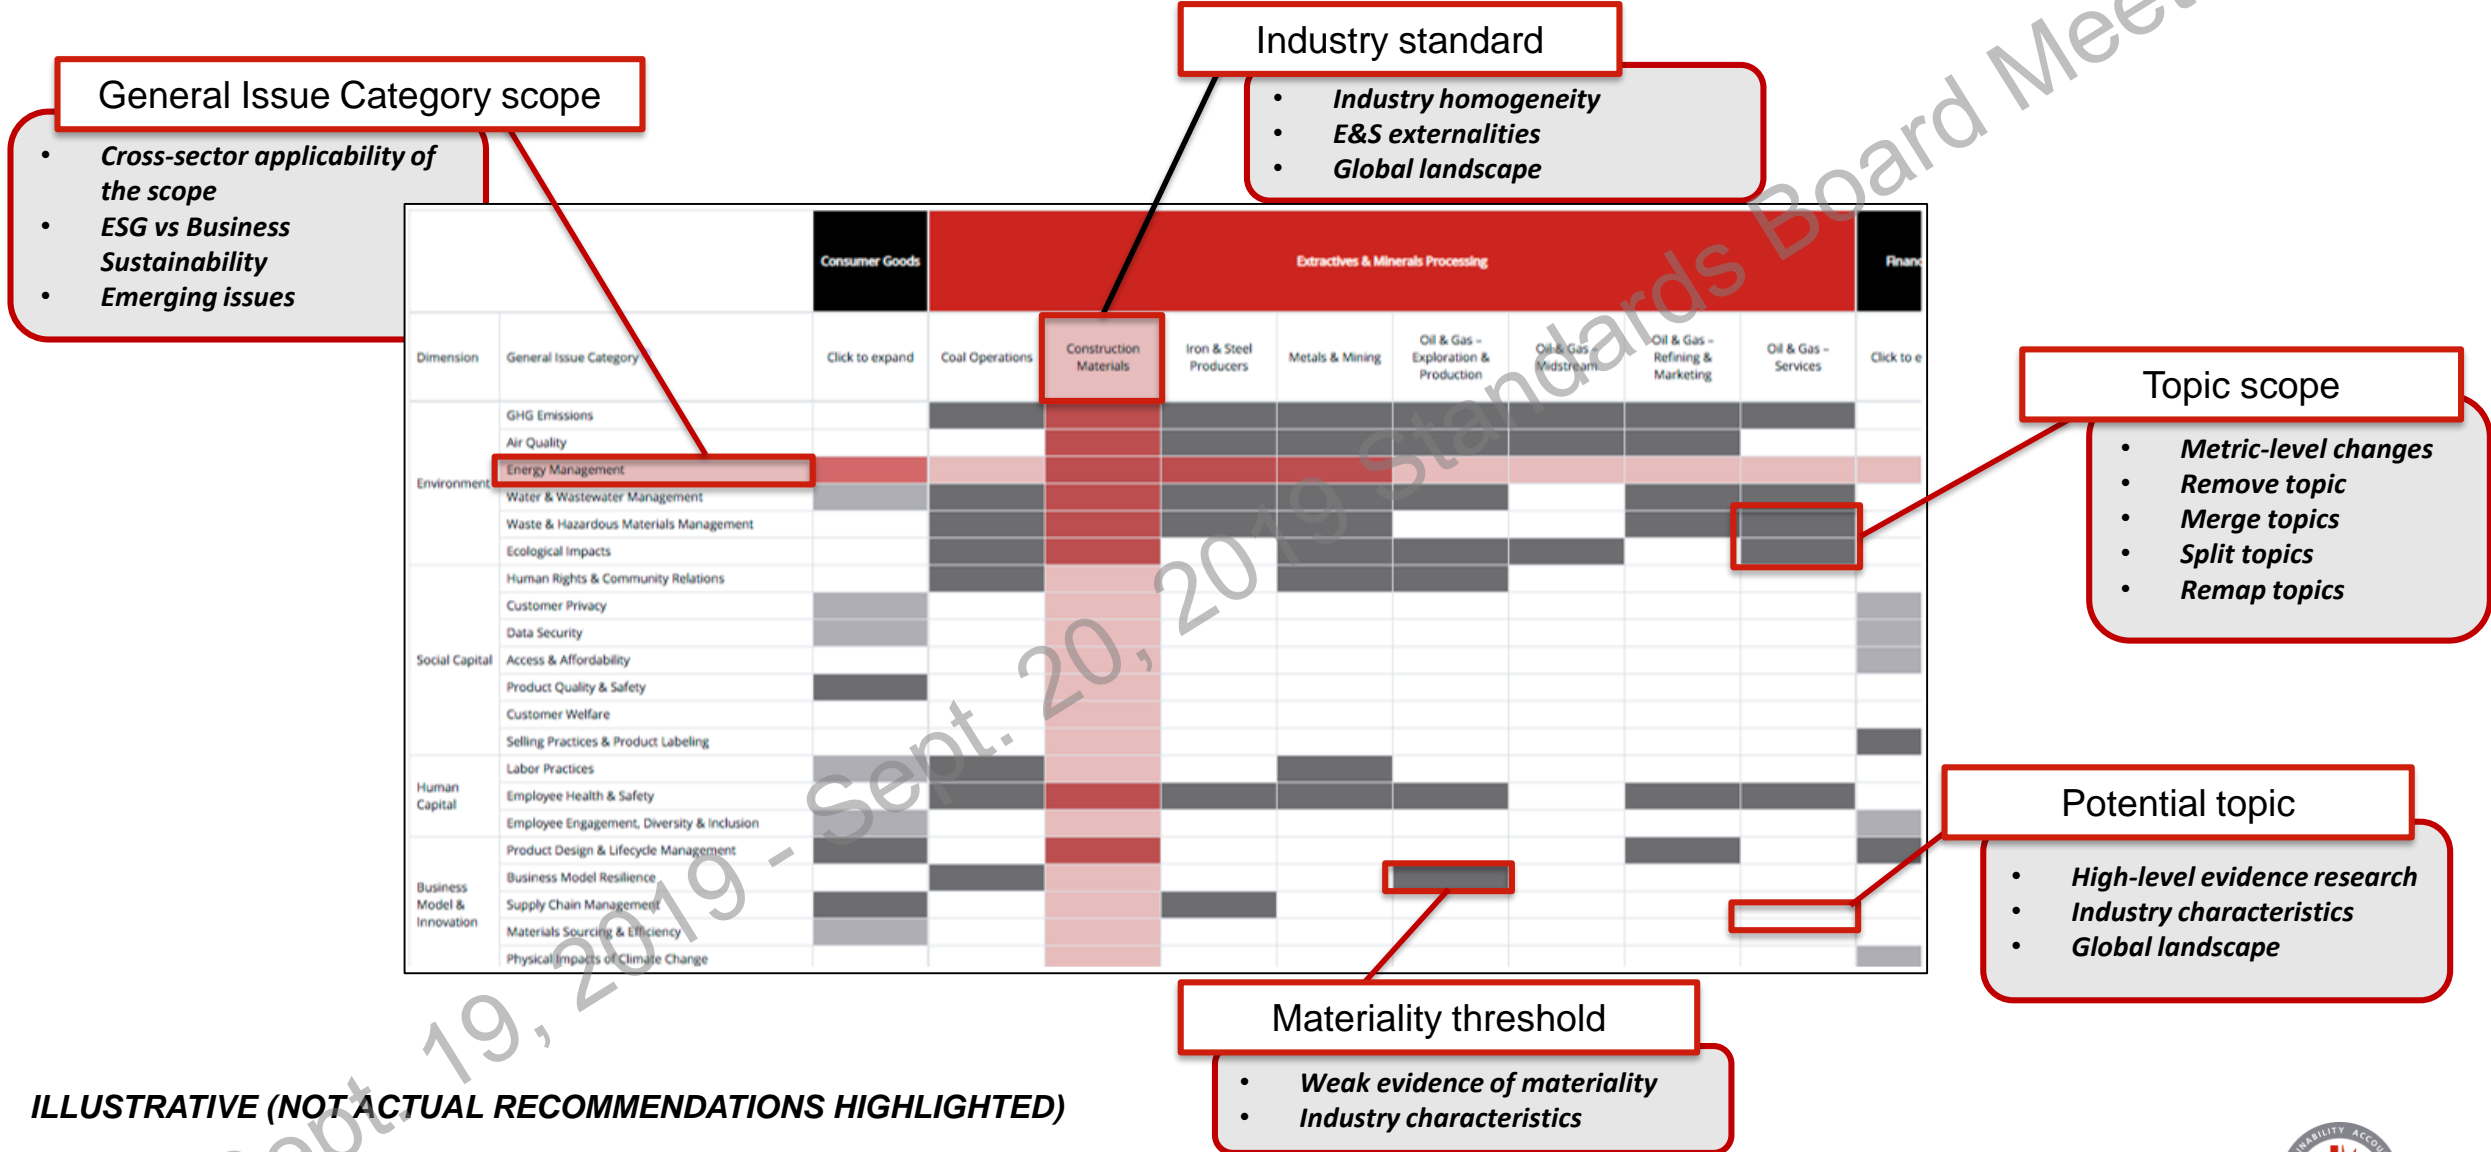 Industry standard
• Industry homogeneity
• E&S externalities
• Global landscape
General Issue Category scope
• Cross-sector applicability of
the scope
• ESG vs Business
Sustainability
• Emerging issues
Consumer Goods
Extractives & Minerals Processing
Dimension
General Issue Category
Click to expand
Coal Operations
Construction
Materials
Iron & Steel
Producers
Metals & Mining
Oil & Gas –
Exploration &
Production
Oil & Gas –
Midstream
Oil & Gas –
Refining &
Marketing
Oil & Gas –
Services
Click to e
Environment
GHG Emissions
Air Quality
Energy Management
Water & Wastewater Management
Waste & Hazardous Materials Management
Ecological Impacts
Social Capital
Human Rights & Community Relations
Customer Privacy
Data Security
Access & Affordability
Product Quality & Safety
Customer Welfare
Selling Practices & Product Labeling
Human
Capital
Labor Practices
Employee Health & Safety
Employee Engagement, Diversity & Inclusion
Business
Model &
Innovation
Product Design & Lifecycle Management
Business Model Resilience
Supply Chain Management
Materials Sourcing & Efficiency
Physical Impacts of Climate Change
Topic scope
• Metric-level changes
• Remove topic
• Merge topics
• Split topics
• Remap topics
Potential topic
• High-level evidence research
• Industry characteristics
• Global landscape
Materiality threshold
• Weak evidence of materiality
• Industry characteristics
ILLUSTRATIVE (NOT ACTUAL RECOMMENDATIONS HIGHLIGHTED)
Sept. 19, 2019 - Sept. 20, 2019 Standards Board Meet